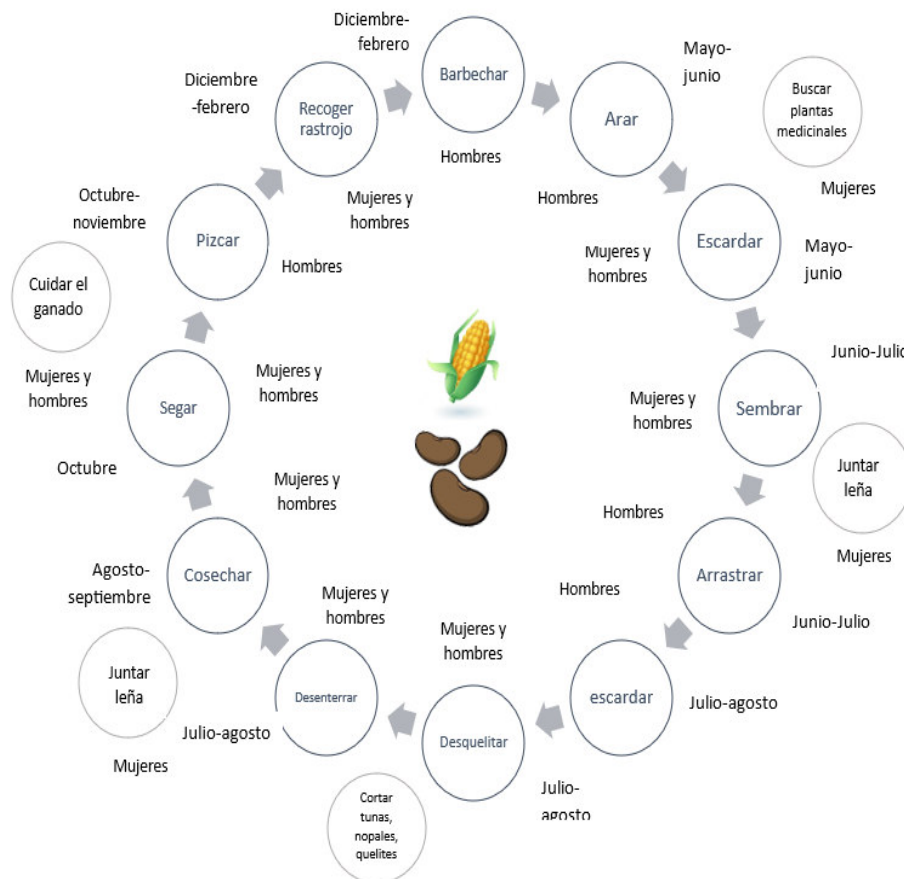 Diciembre-
febrero
Barbechar
Hombres
Mayo-
junio
Arar
Hombres
Buscar
plantas
medicinales
Mujeres
Escardar
Mujeres y
hombres
Mayo-
junio
Junio-Julio
Sembrar
Mujeres y
hombres
Juntar
leña
Mujeres
Hombres
Arrastrar
Junio-Julio
Hombres
escardar
Julio-agosto
Mujeres y
hombres
Desquelitar
Julio-
agosto
Cortar
tunas,
nopales,
quelites
Mujeres y
hombres
Desenterrar
Julio-agosto
Juntar
leña
Mujeres
Mujeres y
hombres
Cosechar
Agosto-
septiembre
Mujeres y
hombres
Segar
Octubre
Cuidar el
ganado
Mujeres y
hombres
Octubre-
noviembre
Pizcar
Hombres
Diciembre
-febrero
Recoger
rastrojo
Mujeres y
hombres